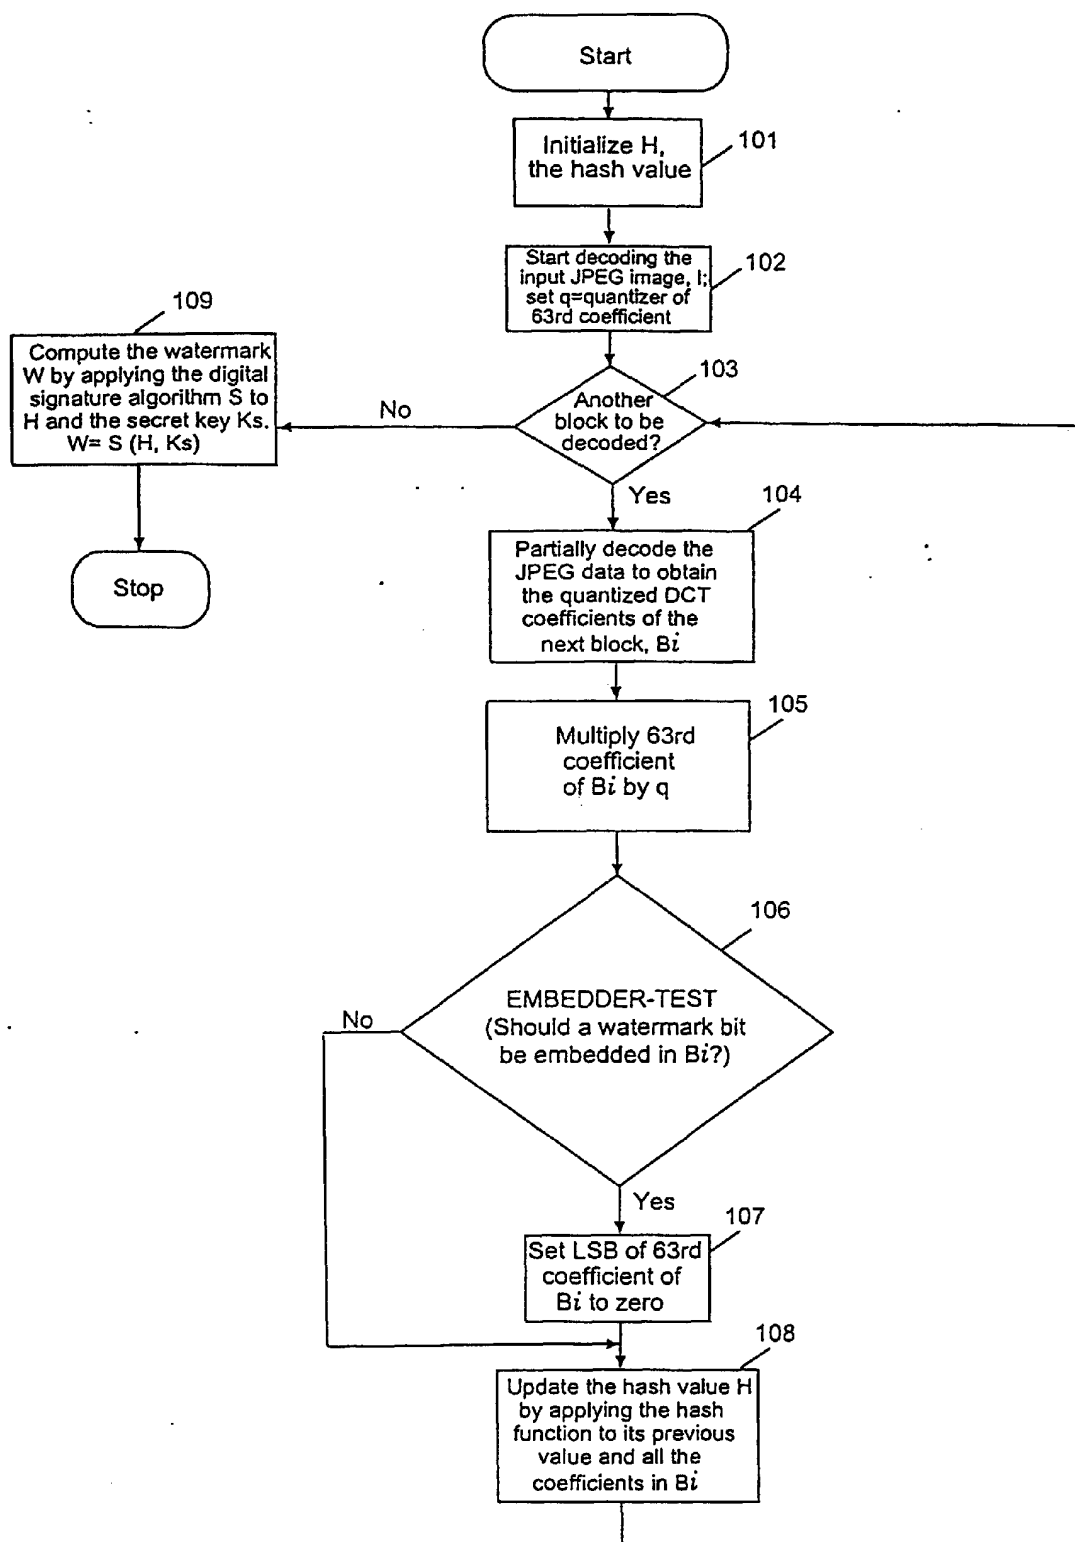 Start
Initialize H,
the hash value
101
Start decoding the
input JPEG image, I;
set q=quantizer of
63rd coefficient
102
Another
block to be
decoded?
103
No
109
Compute the watermark
W by applying the digital
signature algorithm S to
H and the secret key Ks.
W= S (H, Ks)
Stop
Yes
104
Partially decode the
JPEG data to obtain
the quantized DCT
coefficients of the
next block, Bi
105
Multiply 63rd
coefficient
of Bi by q
106
EMBEDDER-TEST
(Should a watermark bit
be embedded in Bi?)
No
Yes
107
Set LSB of 63rd
coefficient of
Bi to zero
108
Update the hash value H
by applying the hash
function to its previous
value and all the
coefficients in Bi